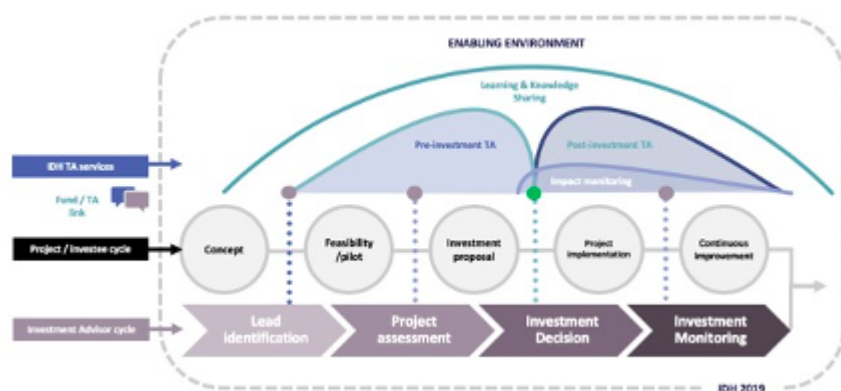 ENABLING ENVIRONMENT
Learning & Knowledge
Sharing
Pre-investment TA
Post-investment TA
IDH TA services
Impact monitoring
Fund / TA
link
Project / investee cycle
Concept
Feasibility
/pilot
Investment
proposal
Project
implementation
Continuous
Improvement
Investment Advisor cycle
Lead
identification
Project
assessment
Investment
Decision
Investment
Monitoring
IDH 2019